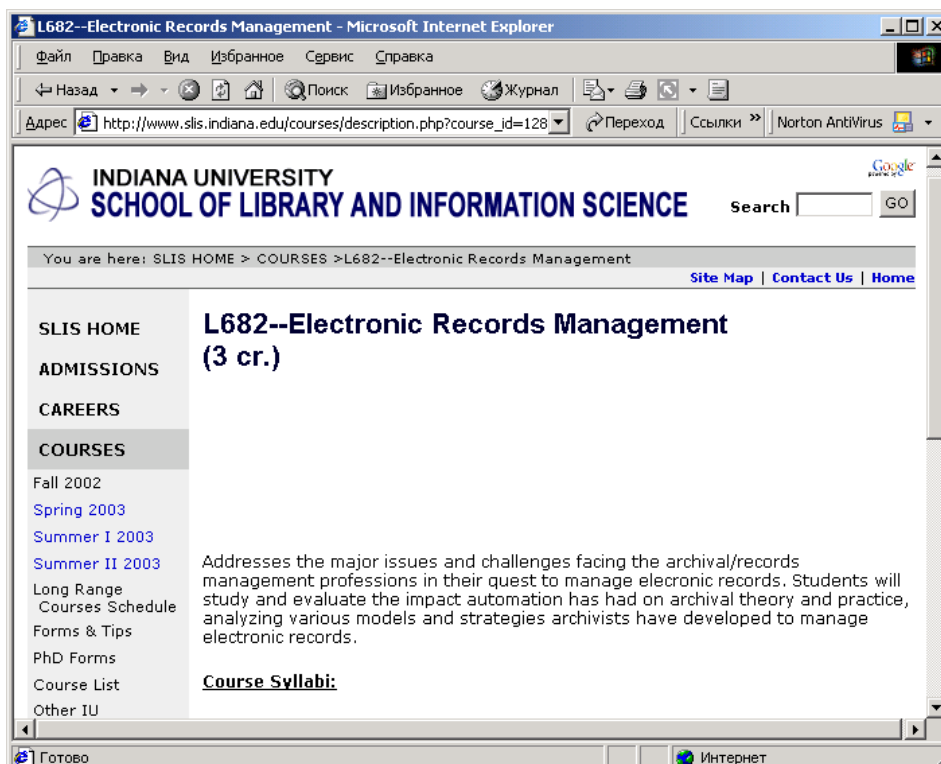 L682--Electronic Records Management - Microsoft Internet Explorer
Файл Правка Вид Избранное Сервис Справка
Назад Поиск Избранное Журнал
Адрес http://www.slis.indiana.edu/courses/description.php?course_id=128 Переход Ссылки » Norton AntiVirus
Google
INDIANA UNIVERSITY
SCHOOL OF LIBRARY AND INFORMATION SCIENCE
Search GO
You are here: SLIS HOME > COURSES >L682--Electronic Records Management
Site Map | Contact Us | Home
SLIS HOME
ADMISSIONS
CAREERS
COURSES
Fall 2002
Spring 2003
Summer I 2003
Summer II 2003
Long Range
Courses Schedule
Forms & Tips
PhD Forms
Course List
Other IU
L682--Electronic Records Management
(3 cr.)
Addresses the major issues and challenges facing the archival/records
management professions in their quest to manage elecronic records. Students will
study and evaluate the impact automation has had on archival theory and practice,
analyzing various models and strategies archivists have developed to manage
electronic records.
Course Syllabi:
Готово Интернет